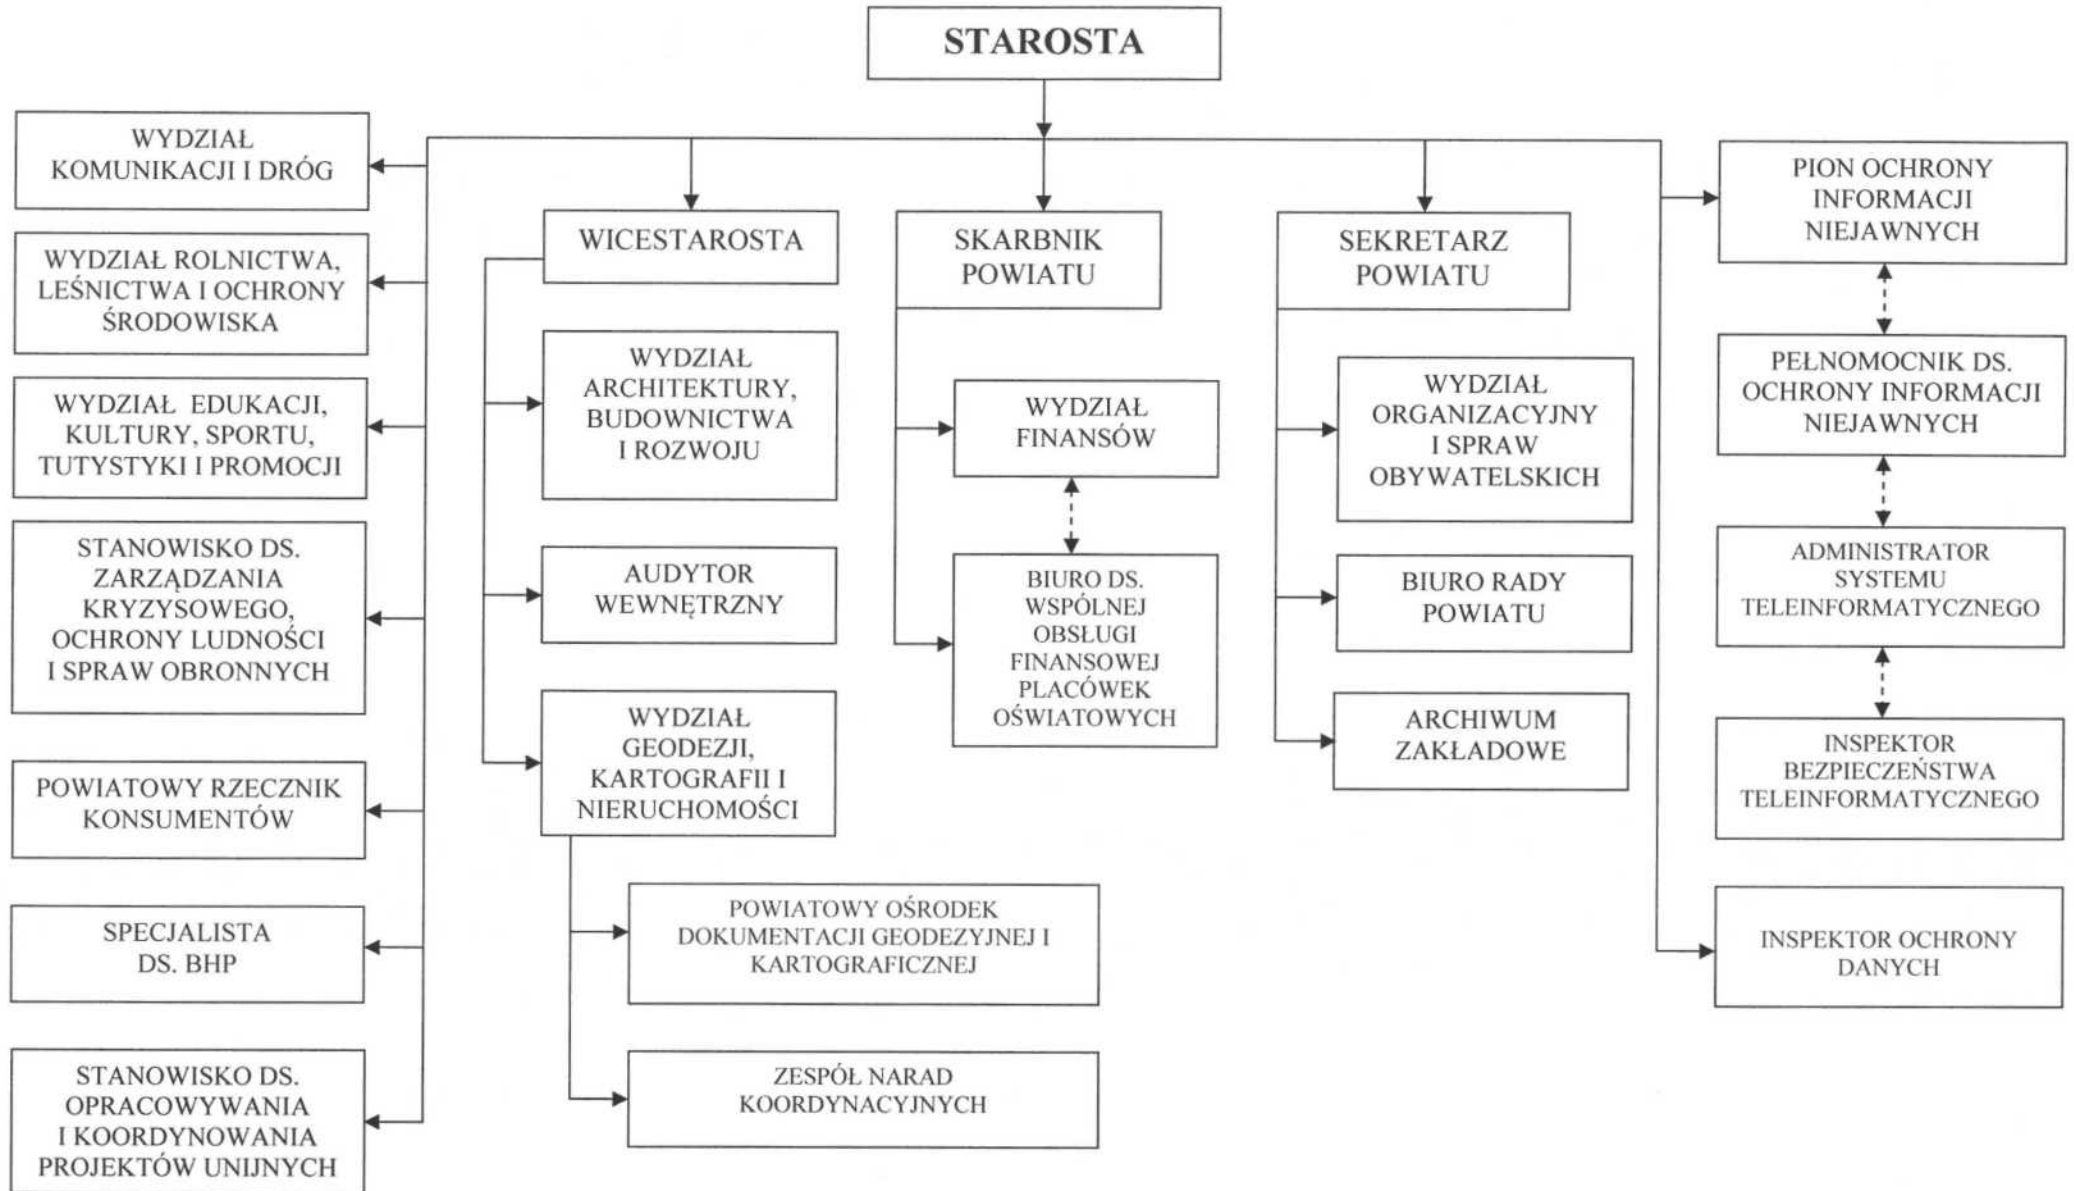 STAROSTA
WYDZIAŁ
KOMUNIKACJI I DRÓG
WYDZIAŁ ROLNICTWA,
LEŚNICTWA I OCHRONY
ŚRODOWISKA
WYDZIAŁ EDUKACJI,
KULTURY, SPORTU,
TUTYSTYKI I PROMOCJI
STANOWISKO DS.
ZARZĄDZANIA
KRYZYSOWEGO,
OCHRONY LUDNOŚCI
I SPRAW OBRONNYCH
POWIATOWY RZECZNIK
KONSUMENTÓW
SPECJALISTA
DS. BHP
STANOWISKO DS.
OPRACOWYWANIA
I KOORDYNOWANIA
PROJEKTÓW UNIJNYCH
WICESTAROSTA
WYDZIAŁ
ARCHITEKTURY,
BUDOWNICTWA
I ROZWOJU
AUDYTOR
WEWNĘTRZNY
WYDZIAŁ
GEODEZJI,
KARTOGRAFII I
NIERUCHOMOŚCI
POWIATOWY OŚRODEK
DOKUMENTACJI GEODEZYJNEJ I
KARTOGRAFICZNEJ
ZESPÓŁ NARAD
KOORDYNACYJNYCH
SKARBNIK
POWIATU
WYDZIAŁ
FINANSÓW
BIURO DS.
WSPÓLNEJ
OBSŁUGI
FINANSOWEJ
PLACÓWEK
OŚWIATOWYCH
SEKRETARZ
POWIATU
WYDZIAŁ
ORGANIZACYJNY
I SPRAW
OBYWATELSKICH
BIURO RADY
POWIATU
ARCHIWUM
ZAKŁADOWE
PION OCHRONY
INFORMACJI
NIEJAWNYCH
PEŁNOMOCNIK DS.
OCHRONY INFORMACJI
NIEJAWNYCH
ADMINISTRATOR
SYSTEMU
TELEINFORMATYCZNEGO
INSPEKTOR
BEZPIECZEŃSTWA
TELEINFORMATYCZNEGO
INSPEKTOR OCHRONY
DANYCH